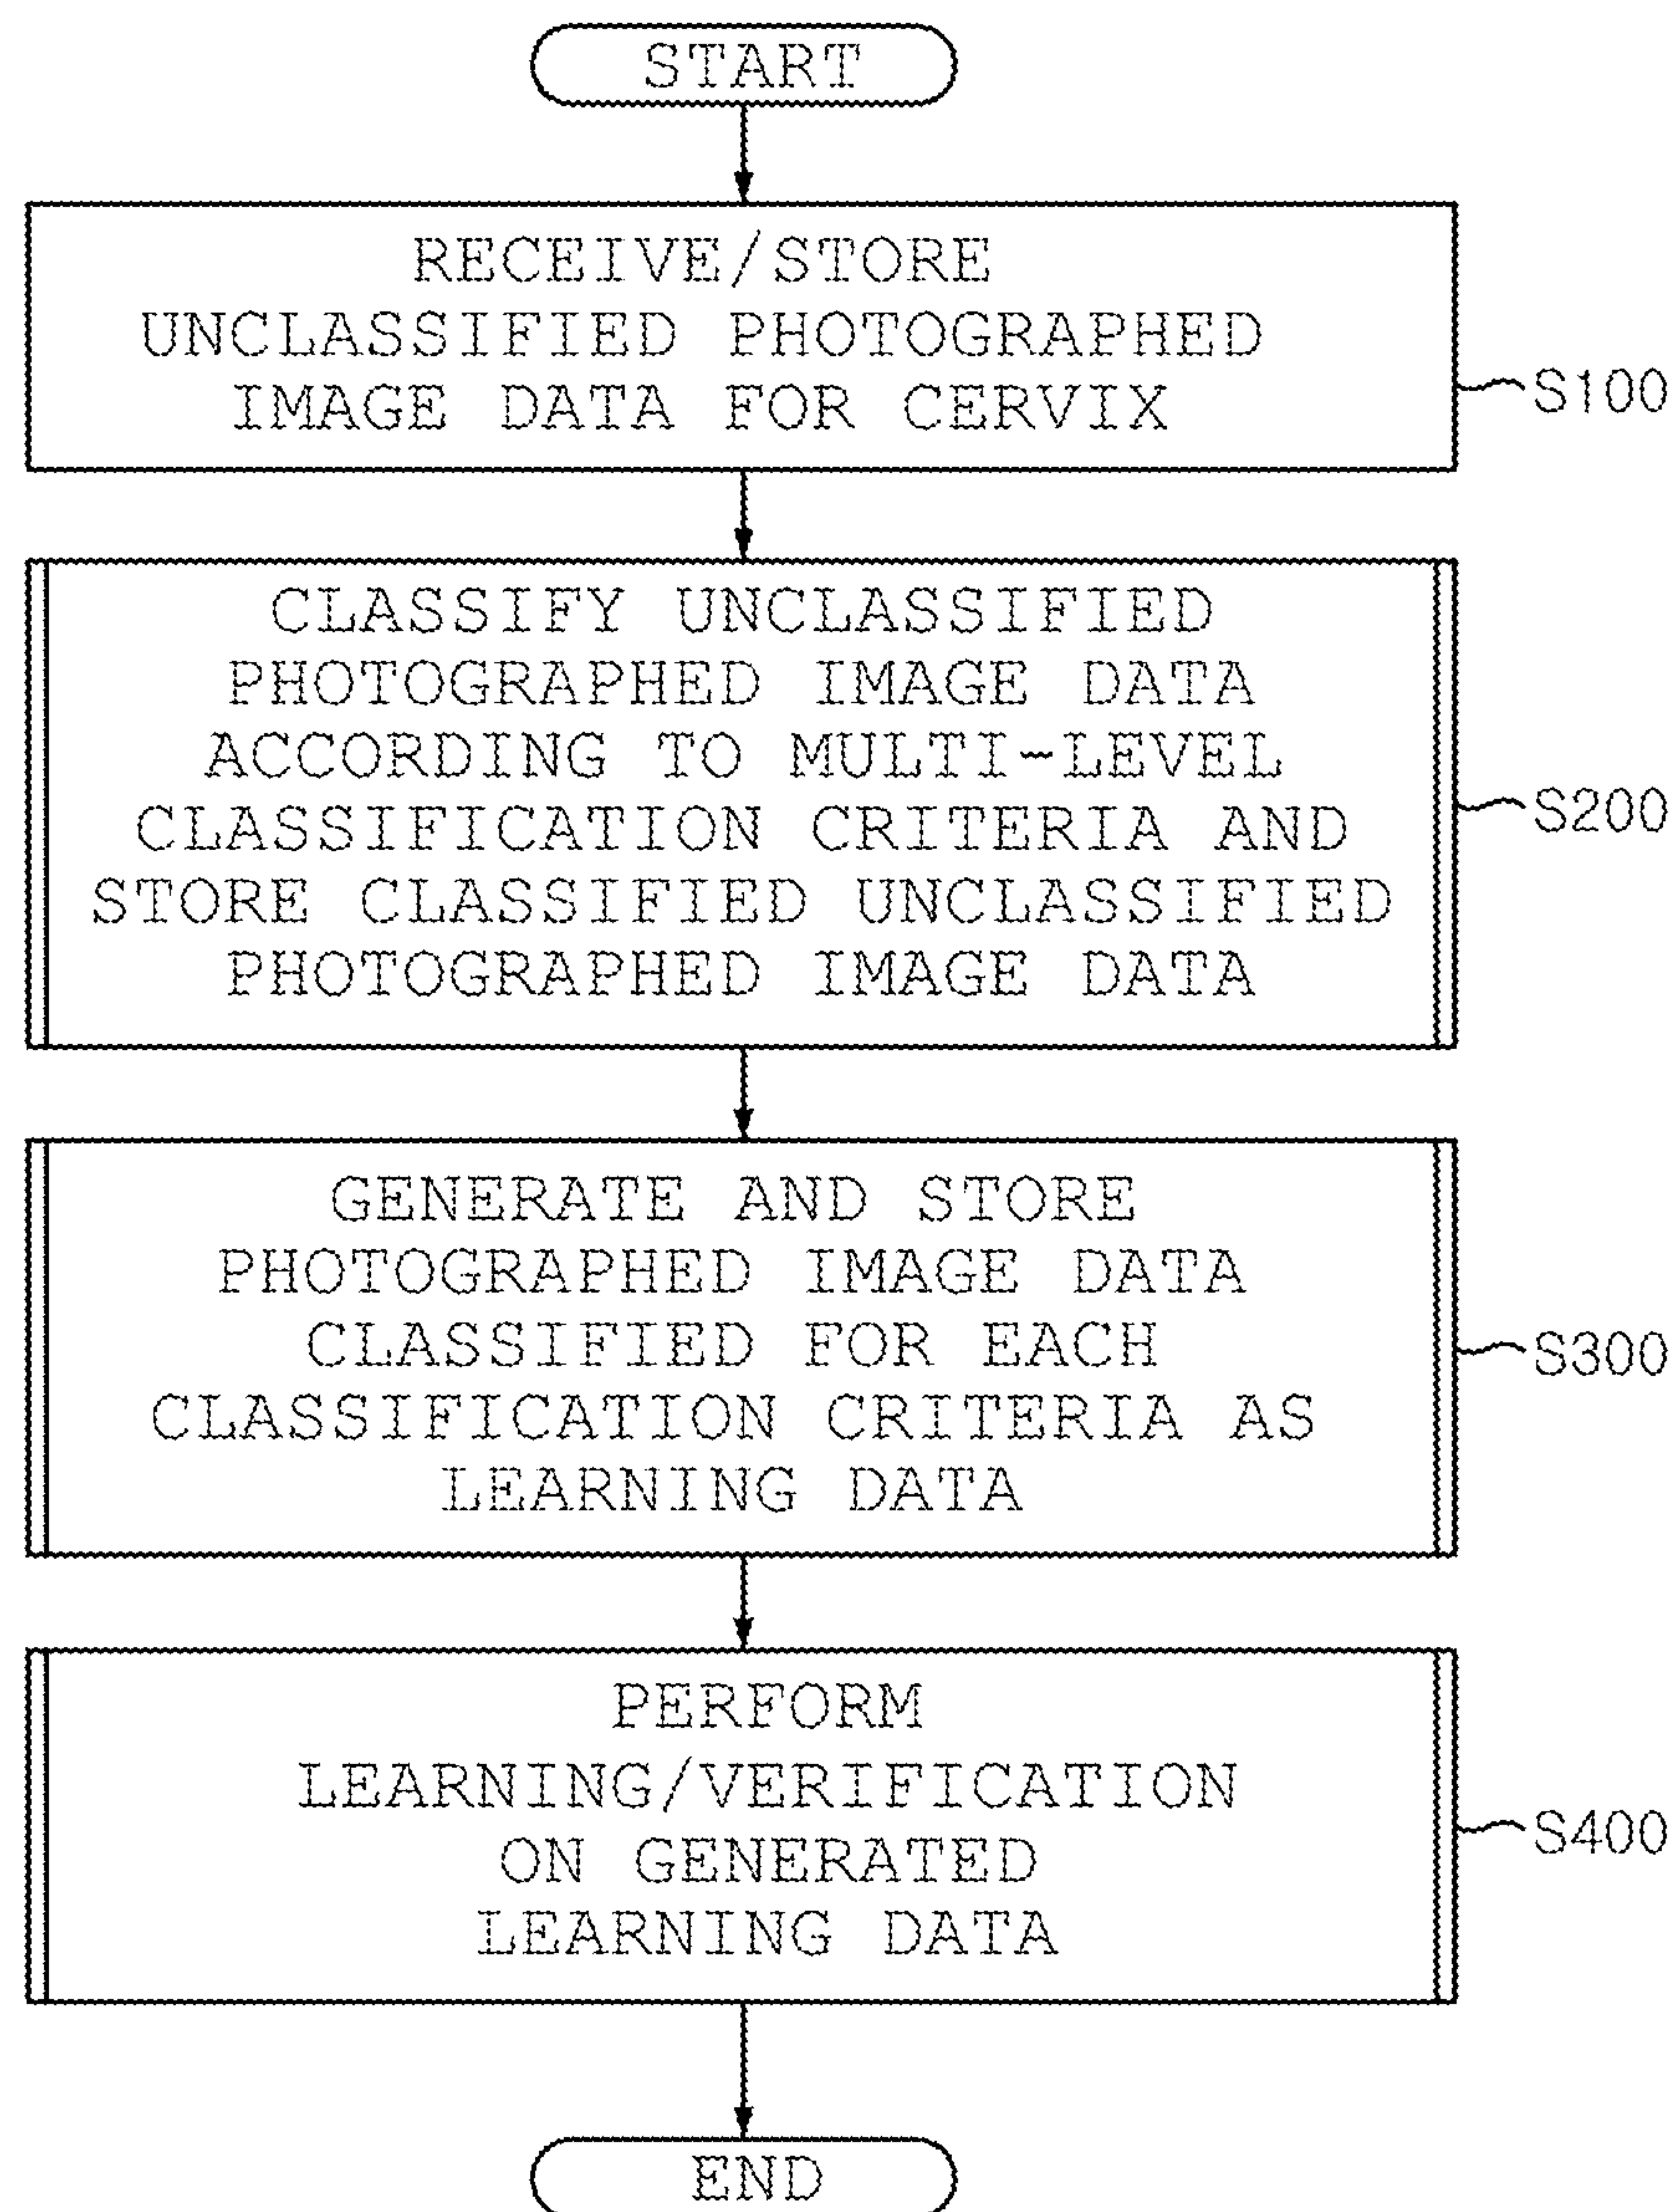 START
RECEIVE/STORE
UNCLASSIFIED PHOTOGRAPHED
IMAGE DATA FOR CERVIX
S100
CLASSIFY UNCLASSIFIED
PHOTOGRAPHED IMAGE DATA
ACCORDING TO MULTI-LEVEL
CLASSIFICATION CRITERIA AND
STORE CLASSIFIED UNCLASSIFIED
PHOTOGRAPHED IMAGE DATA
S200
GENERATE AND STORE
PHOTOGRAPHED IMAGE DATA
CLASSIFIED FOR EACH
CLASSIFICATION CRITERIA AS
LEARNING DATA
S300
PERFORM
LEARNING/VERIFICATION
ON GENERATED
LEARNING DATA
S400
END